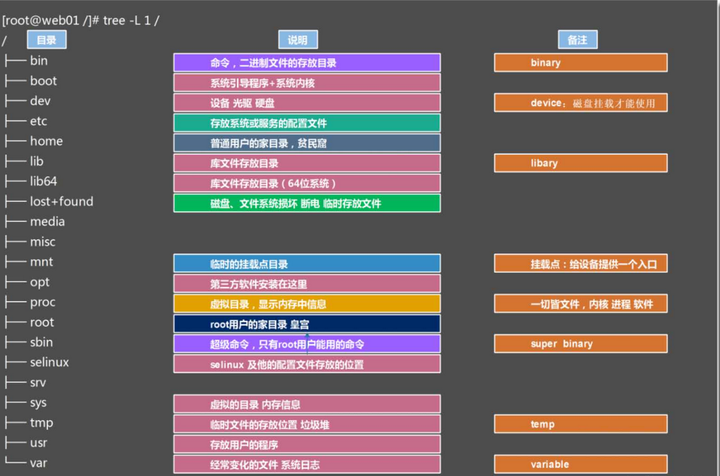 [root@web01 /]# tree -L 1 /
/ 目录 说明 备注
├── bin 命令，二进制文件的存放目录 binary
├── boot 系统引导程序+系统内核
├── dev 设备 光驱 硬盘 device：磁盘挂载才能使用
├── etc 存放系统或服务的配置文件
├── home 普通用户的家目录，贫民窟
├── lib 库文件存放目录 libary
├── lib64 库文件存放目录（64位系统）
├── lost+found 磁盘、文件系统损坏 断电 临时存放文件
├── media
├── misc
├── mnt 临时的挂载点目录 挂载点：给设备提供一个入口
├── opt 第三方软件安装在这里
├── proc 虚拟目录，显示内存中信息 一切皆文件，内核 进程 软件
├── root root用户的家目录 皇宫
├── sbin 超级命令，只有root用户能用的命令 super binary
├── selinux selinux 及他的配置文件存放的位置
├── srv
├── sys 虚拟的目录 内存信息
├── tmp 临时文件的存放位置 垃圾堆 temp
├── usr 存放用户的程序
└── var 经常变化的文件 系统日志 variable